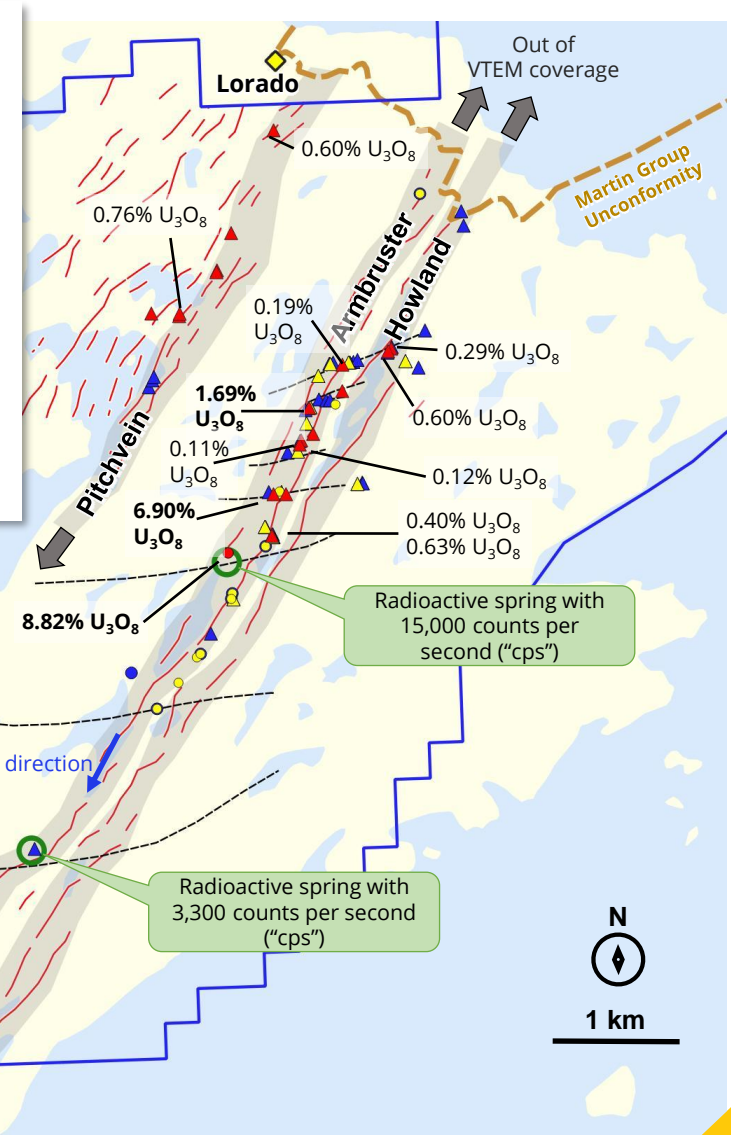 Out of
VTEM coverage
Lorado
0.60% U₃O₈
Martin Group
Unconformity
0.76% U₃O₈
Armbruster
Howland
0.19%
U₃O₈
0.29% U₃O₈
1.69%
U₃O₈
0.60% U₃O₈
Pitchvein
0.11%
U₃O₈
0.12% U₃O₈
6.90%
U₃O₈
0.40% U₃O₈
0.63% U₃O₈
8.82% U₃O₈
Radioactive spring with
15,000 counts per
second (“cps”)
direction
Radioactive spring with
3,300 counts per second
(“cps”)
N
1 km